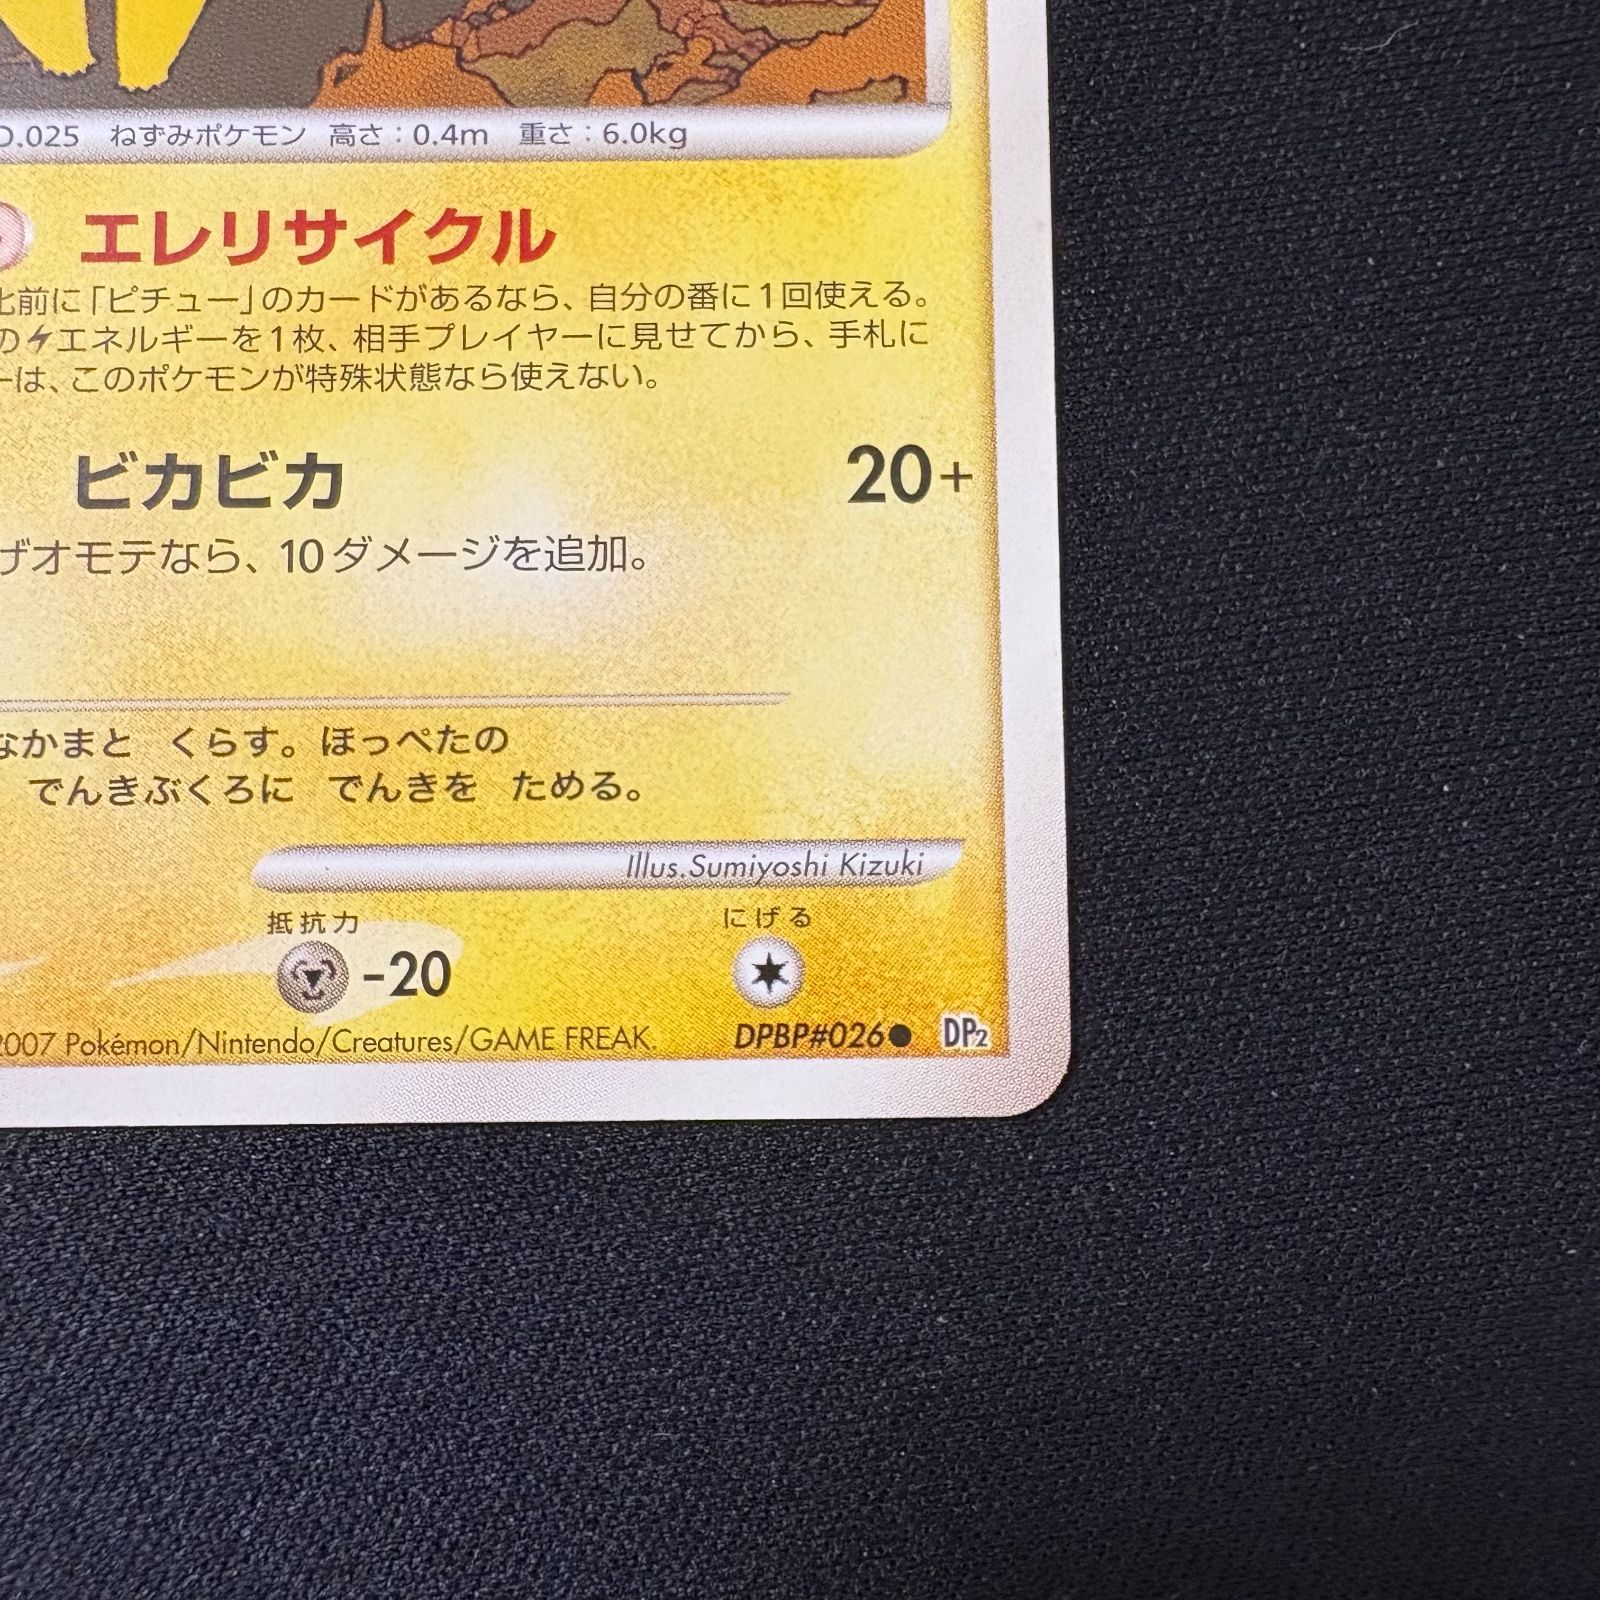 .025 ねずみポケモン 高さ：0.4m 重さ：6.0kg
エレリサイクル
前に「ピチュー」のカードがあるなら、自分の番に1回使える。
のエネルギーを1枚、相手プレイヤーに見せてから、手札に
ーは、このポケモンが特殊状態なら使えない。
ビカビカ 20+
ばオモテなら、10ダメージを追加。
なかまと くらす。ほっぺたの
でんきぶくろに でんきを ためる。
Illus.Sumiyoshi Kizuki
抵抗力 にげる
-20
2007 Pokémon/Nintendo/Creatures/GAME FREAK. DPBP#026● DP2